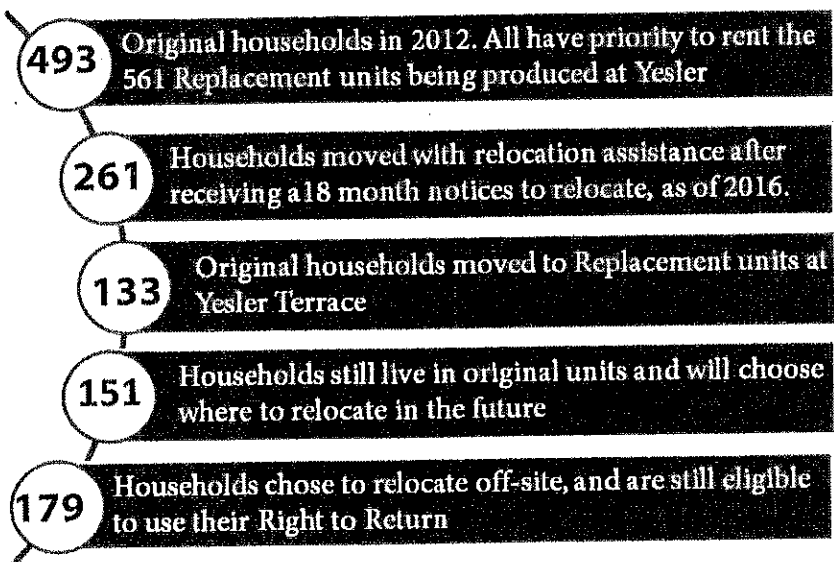 493
Original households in 2012. All have priority to rent the
561 Replacement units being produced at Yesler
261
Households moved with relocation assistance after
receiving a18 month notices to relocate, as of 2016.
133
Original households moved to Replacement units at
Yesler Terrace
151
Households still live in original units and will choose
where to relocate in the future
179
Households chose to relocate off-site, and are still eligible
to use their Right to Return